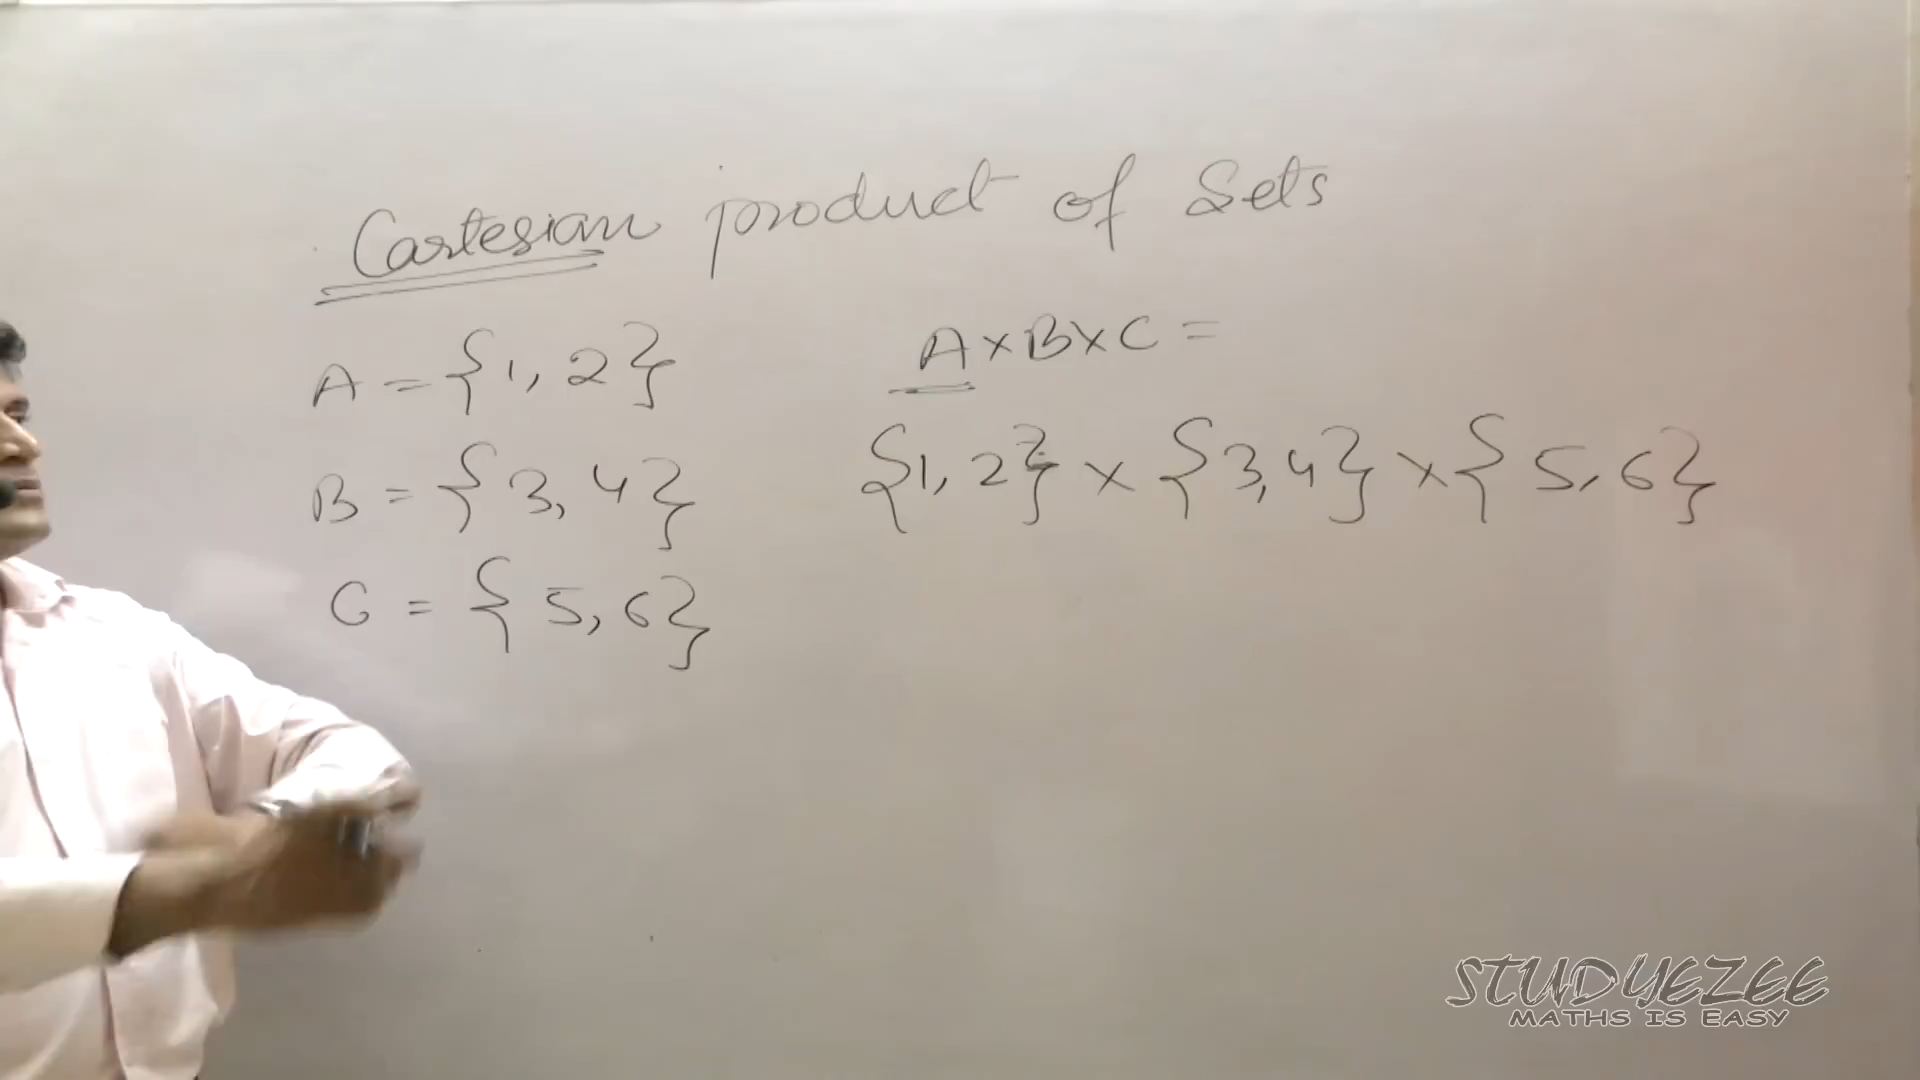 Cartesian product of Sets
A = {1, 2}
B = {3, 4}
C = {5, 6}
A×B×C =
{1, 2} × {3, 4} × {5, 6}
STUDYEZEE
MATHS IS EASY